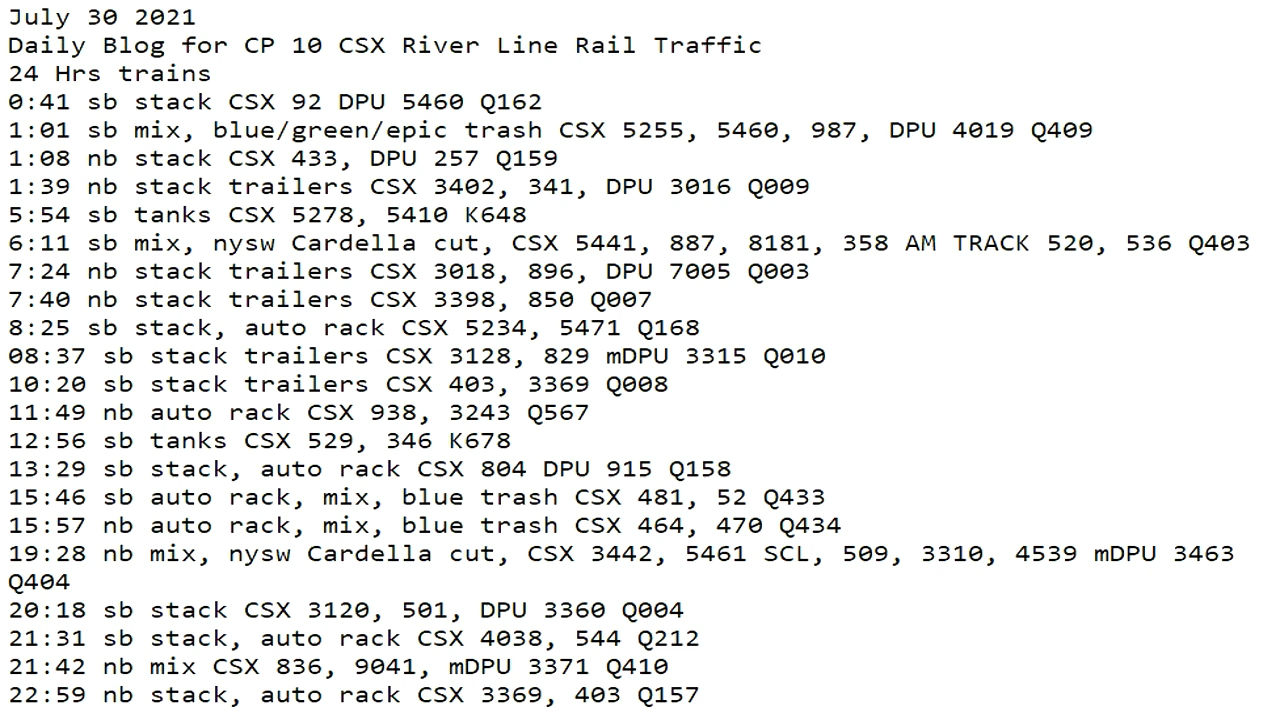 July 30 2021
Daily Blog for CP 10 CSX River Line Rail Traffic
24 Hrs trains
0:41 sb stack CSX 92 DPU 5460 Q162
1:01 sb mix, blue/green/epic trash CSX 5255, 5460, 987, DPU 4019 Q409
1:08 nb stack CSX 433, DPU 257 Q159
1:39 nb stack trailers CSX 3402, 341, DPU 3016 Q009
5:54 sb tanks CSX 5278, 5410 K648
6:11 sb mix, nysw Cardella cut, CSX 5441, 887, 8181, 358 AM TRACK 520, 536 Q403
7:24 nb stack trailers CSX 3018, 896, DPU 7005 Q003
7:40 nb stack trailers CSX 3398, 850 Q007
8:25 sb stack, auto rack CSX 5234, 5471 Q168
08:37 sb stack trailers CSX 3128, 829 mDPU 3315 Q010
10:20 sb stack trailers CSX 403, 3369 Q008
11:49 nb auto rack CSX 938, 3243 Q567
12:56 sb tanks CSX 529, 346 K678
13:29 sb stack, auto rack CSX 804 DPU 915 Q158
15:46 sb auto rack, mix, blue trash CSX 481, 52 Q433
15:57 nb auto rack, mix, blue trash CSX 464, 470 Q434
19:28 nb mix, nysw Cardella cut, CSX 3442, 5461 SCL, 509, 3310, 4539 mDPU 3463
Q404
20:18 sb stack CSX 3120, 501, DPU 3360 Q004
21:31 sb stack, auto rack CSX 4038, 544 Q212
21:42 nb mix CSX 836, 9041, mDPU 3371 Q410
22:59 nb stack, auto rack CSX 3369, 403 Q157